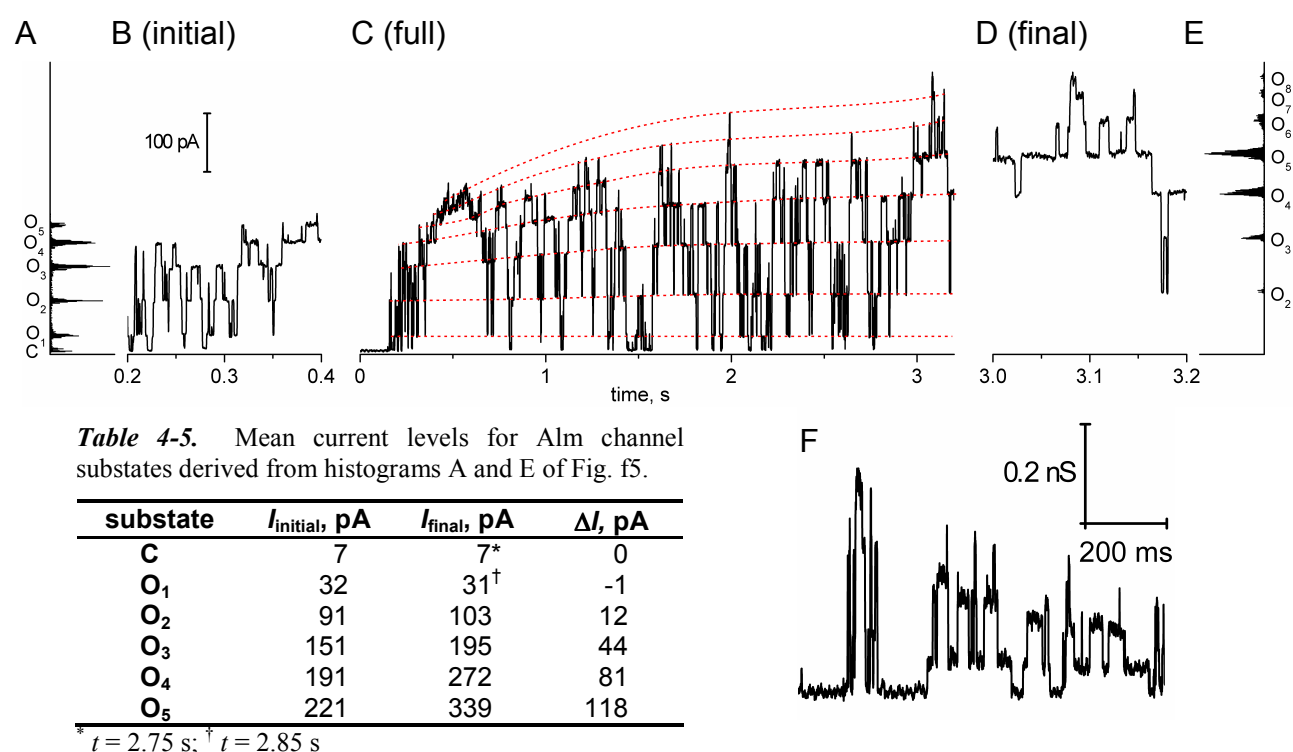 A
B (initial)
C (full)
D (final)
E
100 pA
O5
O4
O3
O2
O1
C
0.2
0.3
0.4
0
1
2
3
time, s
3.0
3.1
3.2
O8
O7
O6
O5
O4
O3
O2
Table 4-5. Mean current levels for Alm channel
substates derived from histograms A and E of Fig. f5.
substate Iinitial, pA Ifinal, pA ΔI, pA
C 7 7* 0
O1 32 31† -1
O2 91 103 12
O3 151 195 44
O4 191 272 81
O5 221 339 118
* t = 2.75 s; † t = 2.85 s
F
0.2 nS
200 ms